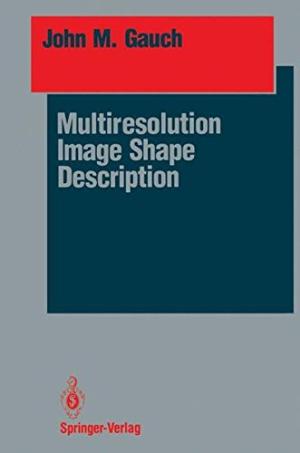 John M. Gauch
Multiresolution
Image Shape
Description
Springer-Verlag